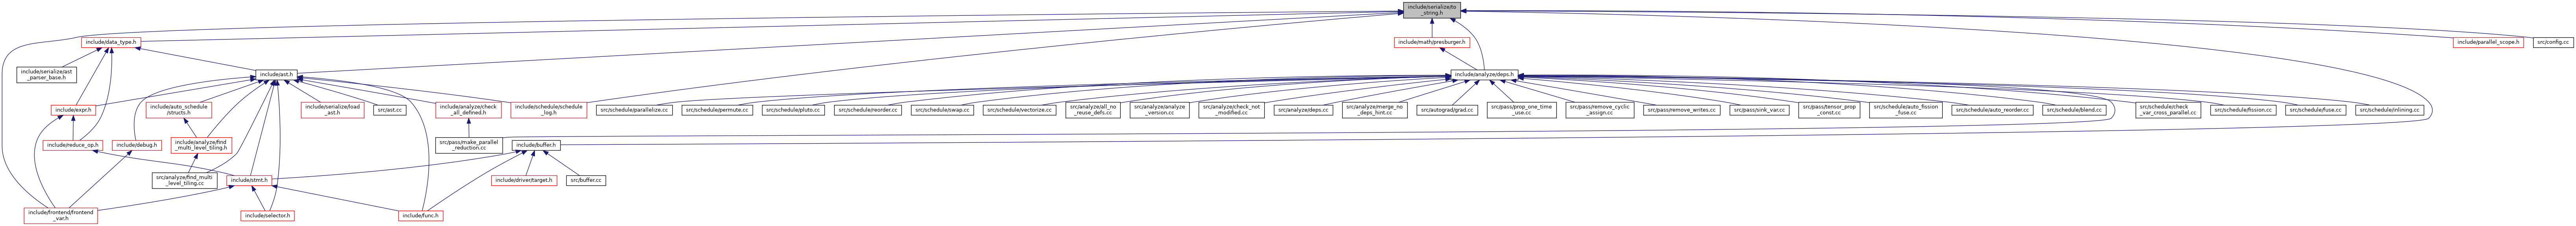 include/serialize/to
_string.h
include/data_type.h
include/math/presburger.h
include/parallel_scope.h
src/config.cc
include/serialize/ast
_parser_base.h
include/ast.h
include/analyze/deps.h
include/expr.h
include/auto_schedule
/structs.h
include/serialize/load
_ast.h
src/ast.cc
include/analyze/check
_all_defined.h
include/schedule/schedule
_log.h
src/schedule/parallelize.cc
src/schedule/permute.cc
src/schedule/pluto.cc
src/schedule/reorder.cc
src/schedule/swap.cc
src/schedule/vectorize.cc
src/analyze/all_no
_reuse_defs.cc
src/analyze/analyze
_version.cc
src/analyze/check_not
_modified.cc
src/analyze/deps.cc
src/analyze/merge_no
_deps_hint.cc
src/autograd/grad.cc
src/pass/prop_one_time
_use.cc
src/pass/remove_cyclic
_assign.cc
src/pass/remove_writes.cc
src/pass/sink_var.cc
src/pass/tensor_prop
_const.cc
src/schedule/auto_fission
_fuse.cc
src/schedule/auto_reorder.cc
src/schedule/blend.cc
src/schedule/check
_var_cross_parallel.cc
src/schedule/fission.cc
src/schedule/fuse.cc
src/schedule/inlining.cc
include/reduce_op.h
include/debug.h
include/analyze/find
_multi_level_tiling.h
src/pass/make_parallel
_reduction.cc
include/buffer.h
src/analyze/find_multi
_level_tiling.cc
include/stmt.h
include/driver/target.h
src/buffer.cc
include/frontend/frontend
_var.h
include/selector.h
include/func.h